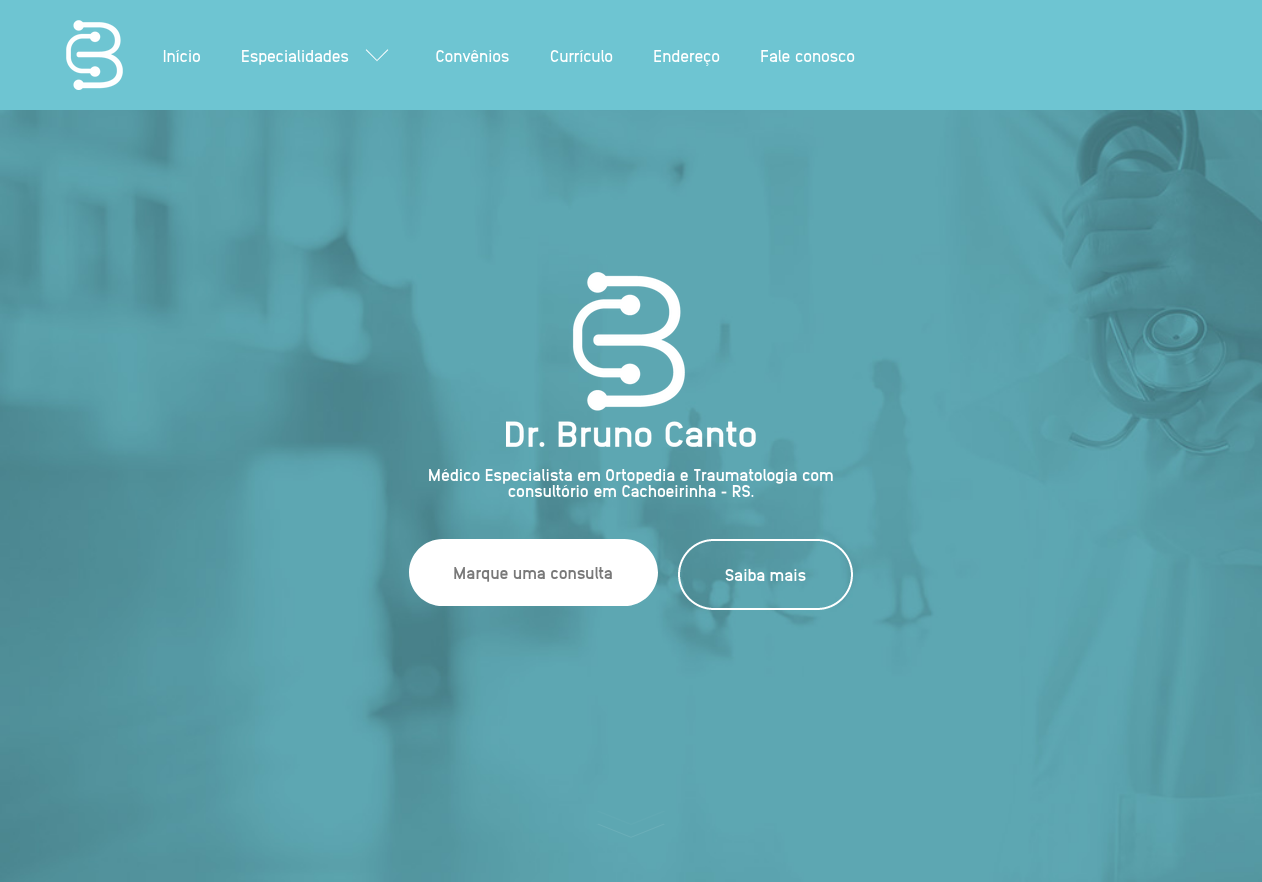 Início Especialidades Convênios Currículo Endereço Fale conosco
Dr. Bruno Canto
Médico Especialista em Ortopedia e Traumatologia com
consultório em Cachoeirinha - RS.
Marque uma consulta Saiba mais